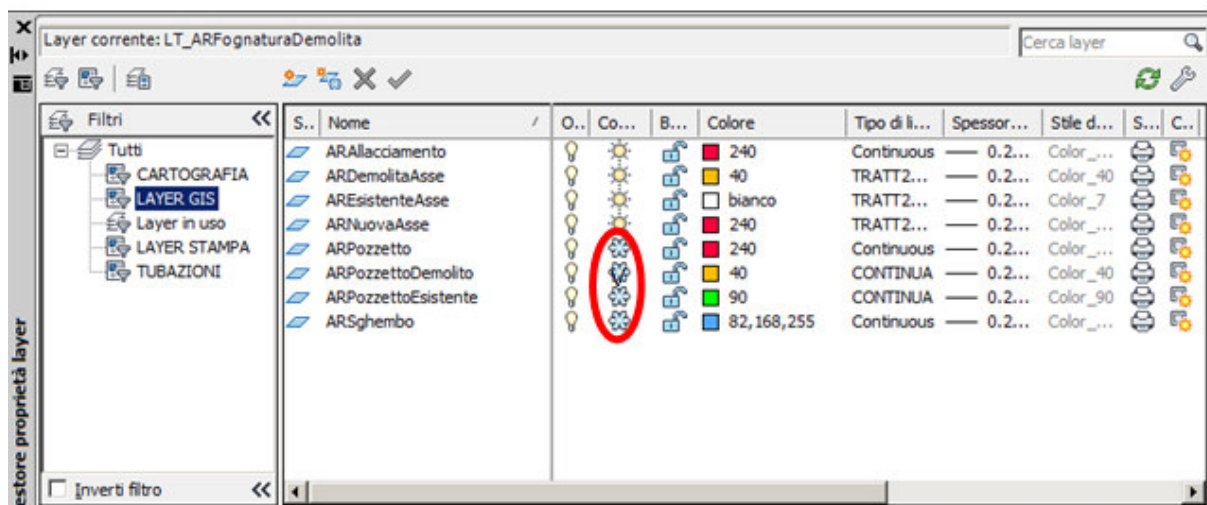 Layer corrente: LT_ARFognaturaDemolita
Cerca layer
Filtri
Tutti
CARTOGRAFIA
LAYER GIS
Layer in uso
LAYER STAMPA
TUBAZIONI
Inverti filtro
S.. Nome / O.. Co... B... Colore Tipo di li... Spessor... Stile d... S... C..
ARAllacciamento 240 Continuous 0.2... Color_...
ARDemolitaAsse 40 TRATT2... 0.2... Color_40
AREsistenteAsse bianco TRATT2... 0.2... Color_7
ARNuovaAsse 240 TRATT2... 0.2... Color_...
ARPozzetto 240 Continuous 0.2... Color_...
ARPozzettoDemolito 40 CONTINUA 0.2... Color_40
ARPozzettoEsistente 90 CONTINUA 0.2... Color_90
ARSghembo 82,168,255 Continuous 0.2... Color_...
estore proprietà layer